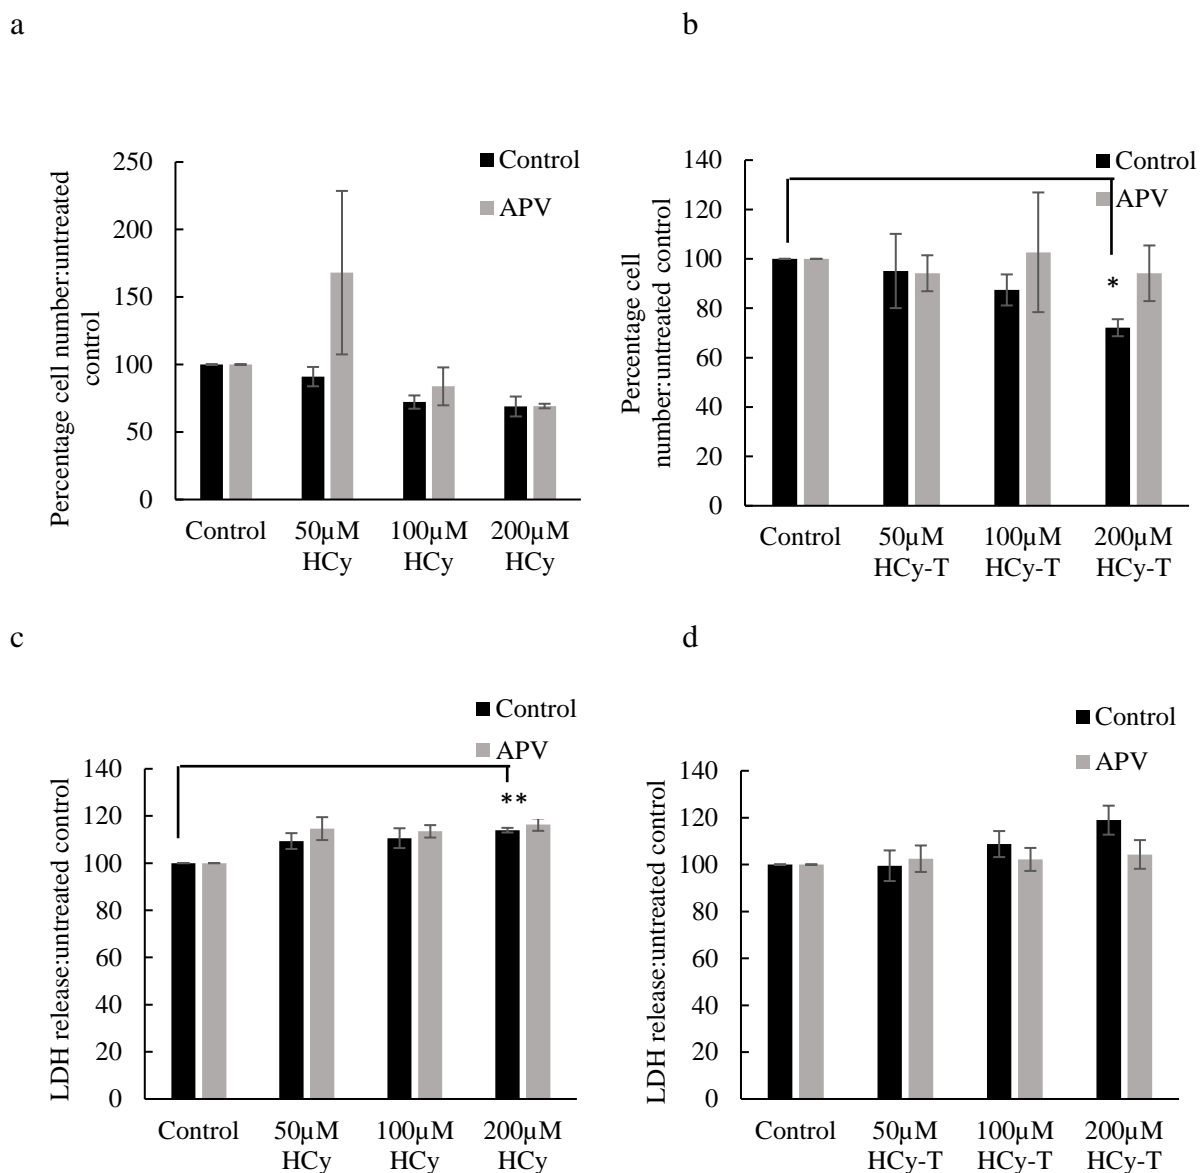 a
Control
APV
Percentage cell number:untreated
control
250
200
150
100
50
0
Control
50µM
HCy
100µM
HCy
200µM
HCy
b
Control
APV
Percentage cell
number:untreated control
140
120
100
80
60
40
20
0
*
Control
50µM
HCy-T
100µM
HCy-T
200µM
HCy-T
c
Control
APV
LDH release:untreated control
140
120
100
80
60
40
20
0
**
Control
50µM
HCy
100µM
HCy
200µM
HCy
d
Control
APV
LDH release:untreated control
140
120
100
80
60
40
20
0
Control
50µM
HCy-T
100µM
HCy-T
200µM
HCy-T